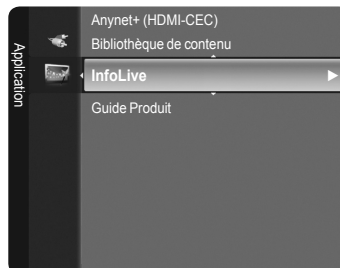 Application
Anynet+ (HDMI-CEC)
Bibliothèque de contenu
InfoLive
Guide Produit